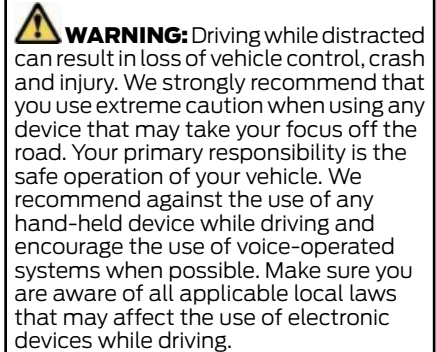 WARNING: Driving while distracted
can result in loss of vehicle control, crash
and injury. We strongly recommend that
you use extreme caution when using any
device that may take your focus off the
road. Your primary responsibility is the
safe operation of your vehicle. We
recommend against the use of any
hand-held device while driving and
encourage the use of voice-operated
systems when possible. Make sure you
are aware of all applicable local laws
that may affect the use of electronic
devices while driving.